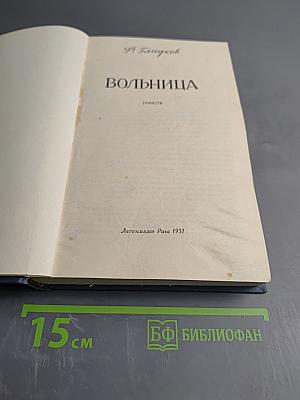 Ф. Гладков
ВОЛЬНИЦА
повесть
Латгосиздат Рига 1951
15 см
БФ БИБЛИОФАН